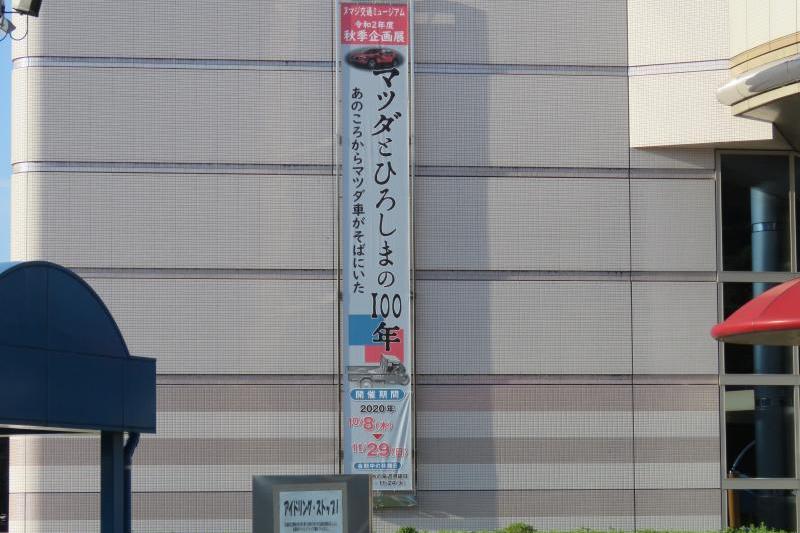 ヌマジ交通ミュージアム
令和2年度
秋季企画展
マツダとひろしまの100年
あのころからマツダ車がそばにいた
開催期間
2020年
10/8(木)
11/29(日)
アイドリング・ストップ!